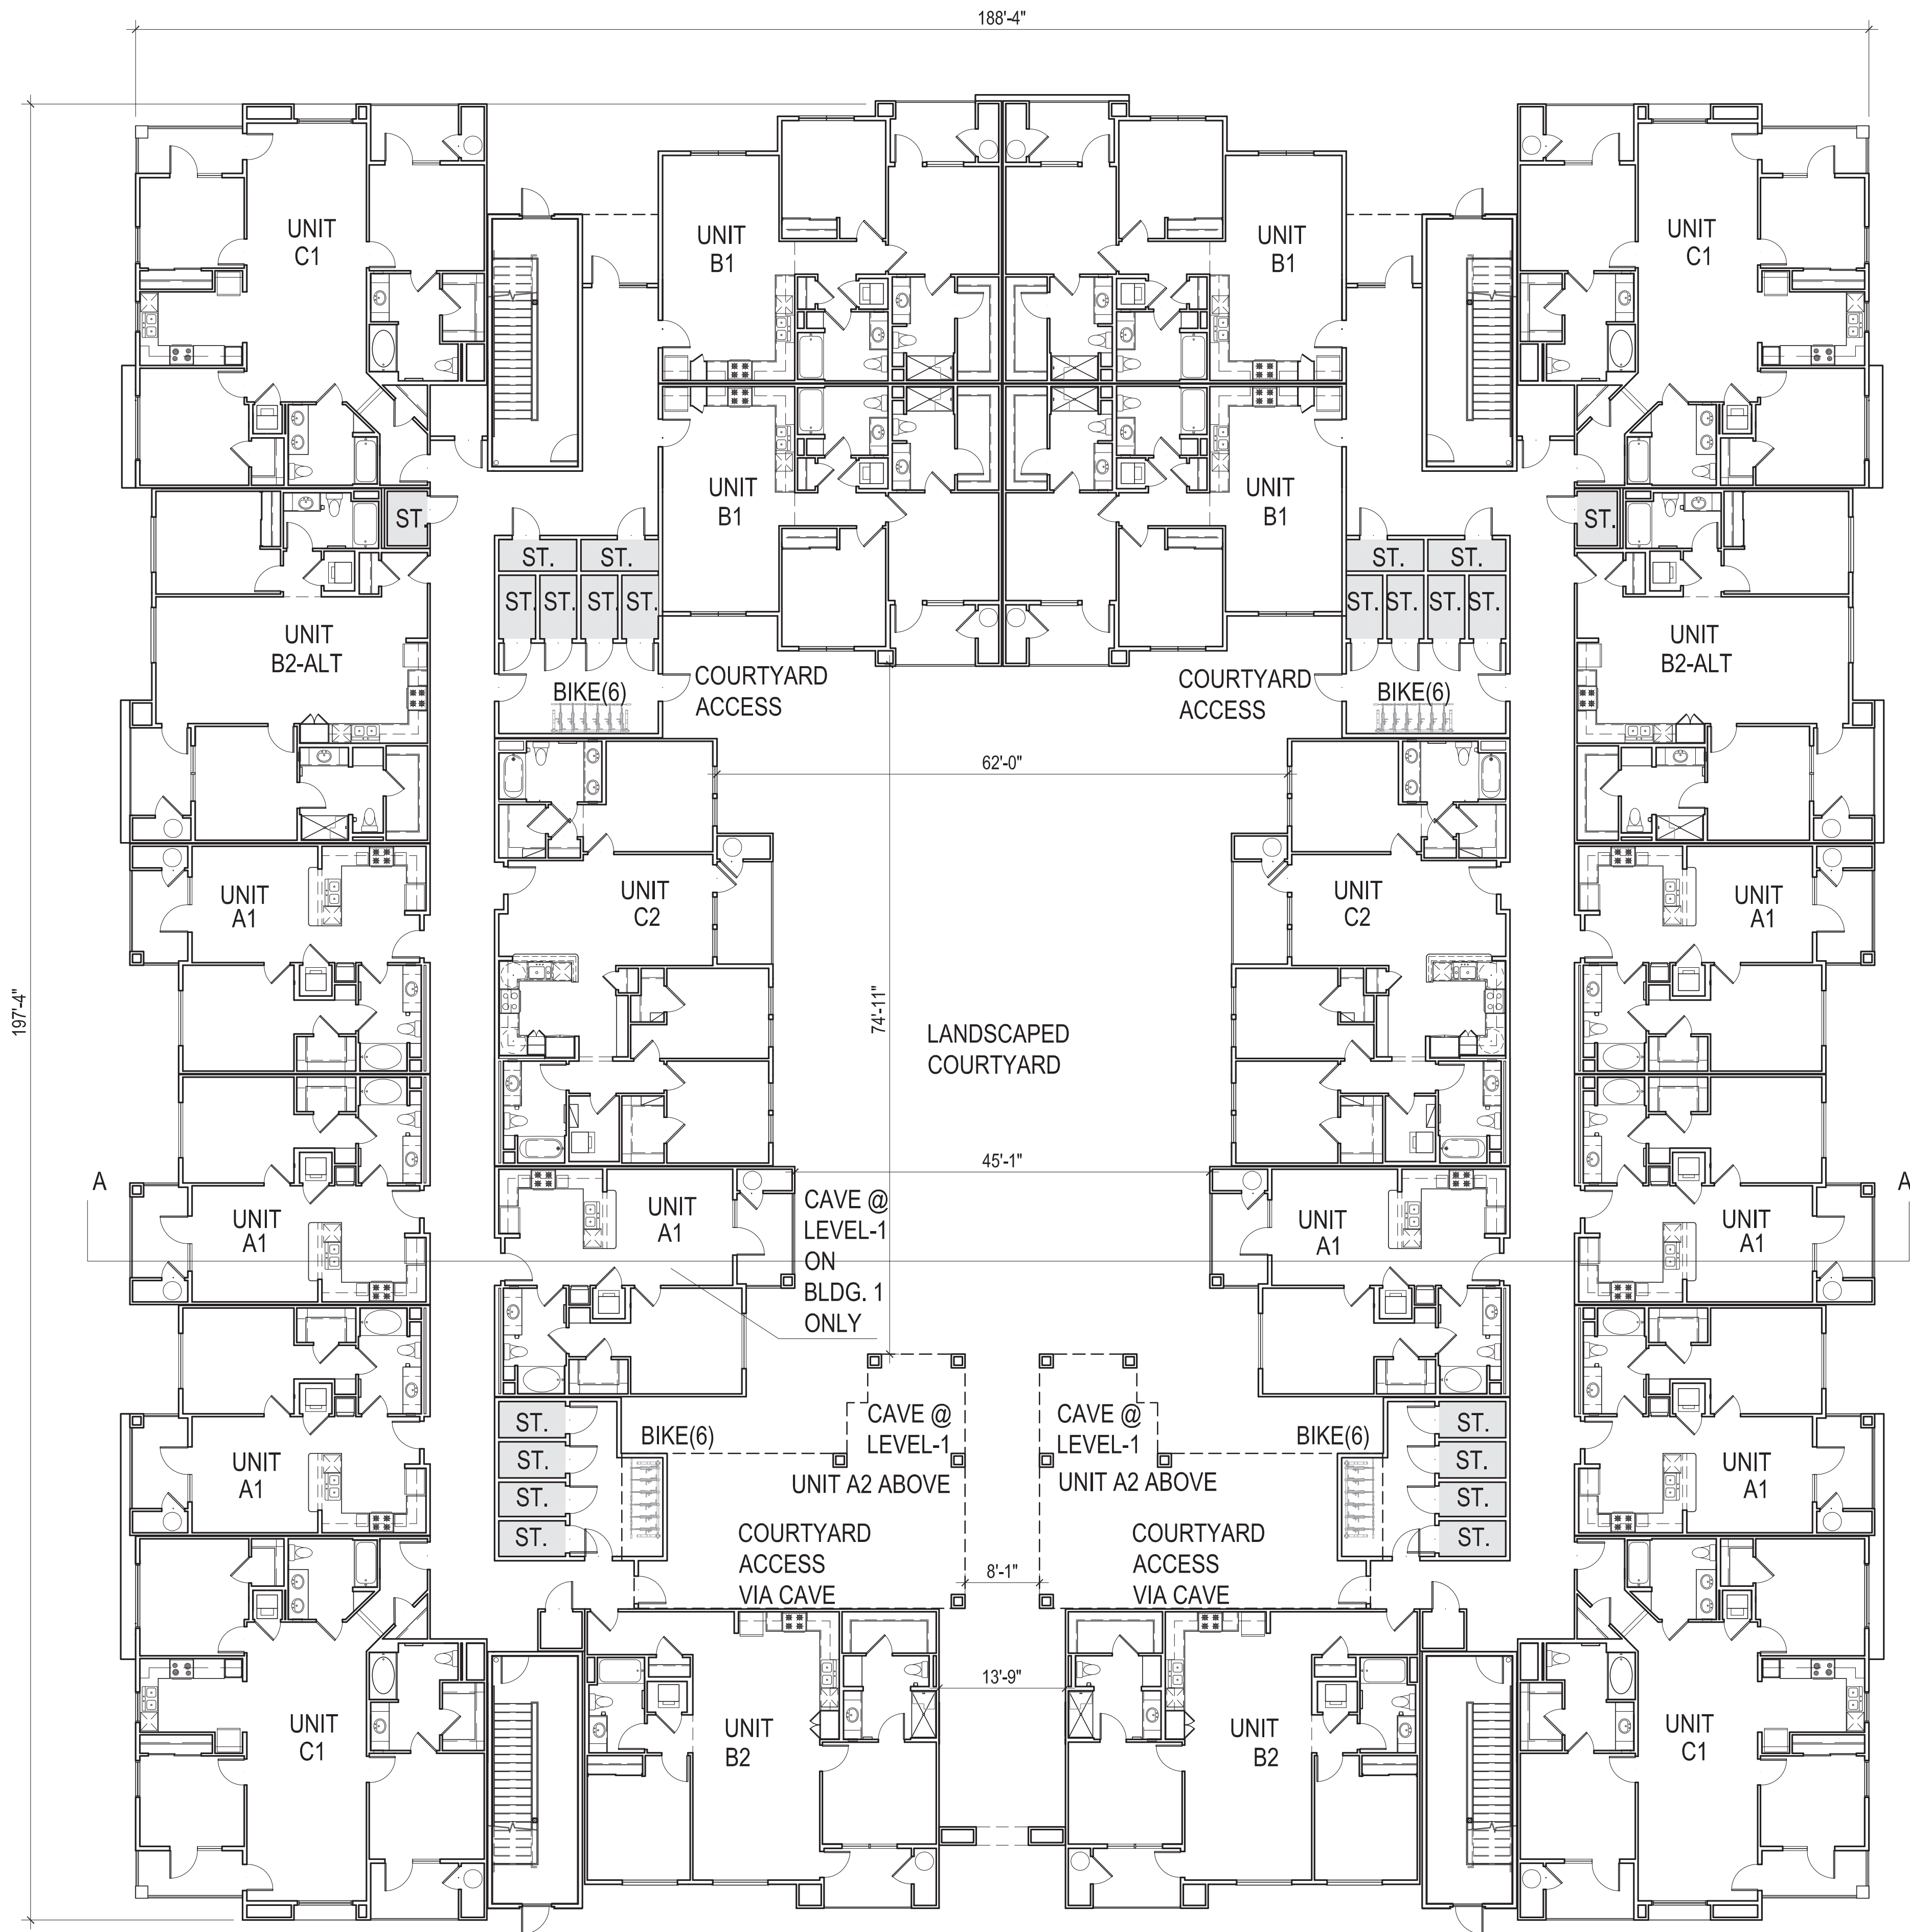 188'-4"
197'-4"
UNIT
C1
UNIT
B1
UNIT
B1
UNIT
C1
UNIT
B1
UNIT
B1
ST.
ST.
ST.
ST.
ST.
ST.
ST.
ST.
ST.
ST.
ST.
ST.
ST.
ST.
UNIT
B2-ALT
UNIT
B2-ALT
BIKE(6)
COURTYARD
ACCESS
COURTYARD
ACCESS
BIKE(6)
62'-0"
UNIT
A1
UNIT
C2
UNIT
C2
UNIT
A1
74'-11"
LANDSCAPED
COURTYARD
45'-1"
A
A
UNIT
A1
UNIT
A1
CAVE @
LEVEL-1
ON
BLDG. 1
ONLY
UNIT
A1
UNIT
A1
UNIT
A1
ST.
ST.
ST.
ST.
BIKE(6)
CAVE @
LEVEL-1
UNIT A2 ABOVE
CAVE @
LEVEL-1
UNIT A2 ABOVE
BIKE(6)
ST.
ST.
ST.
ST.
UNIT
A1
COURTYARD
ACCESS
VIA CAVE
8'-1"
COURTYARD
ACCESS
VIA CAVE
13'-9"
UNIT
C1
UNIT
B2
UNIT
B2
UNIT
C1